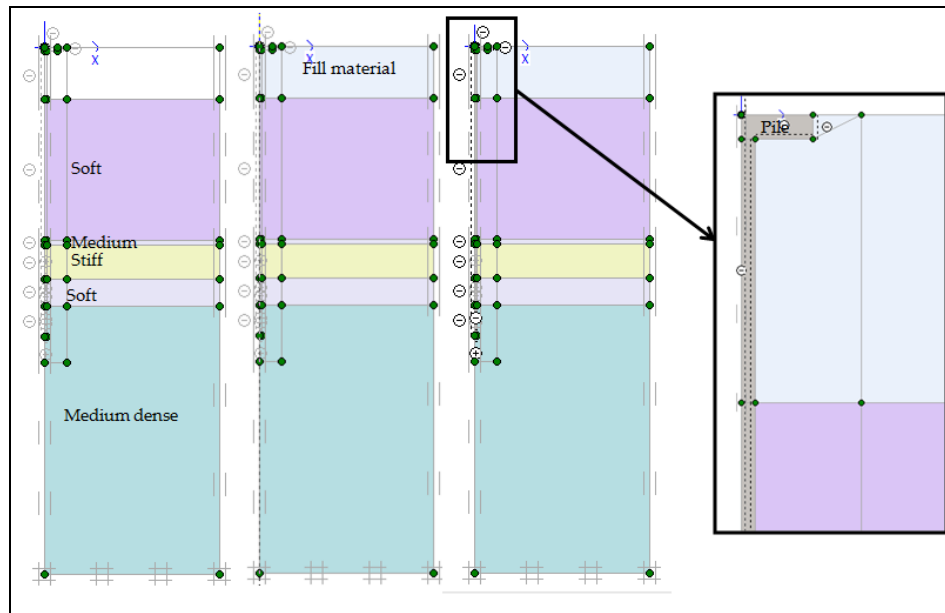 x
x
x
Fill material
Pile
Soft
Medium
Stiff
Soft
Medium dense